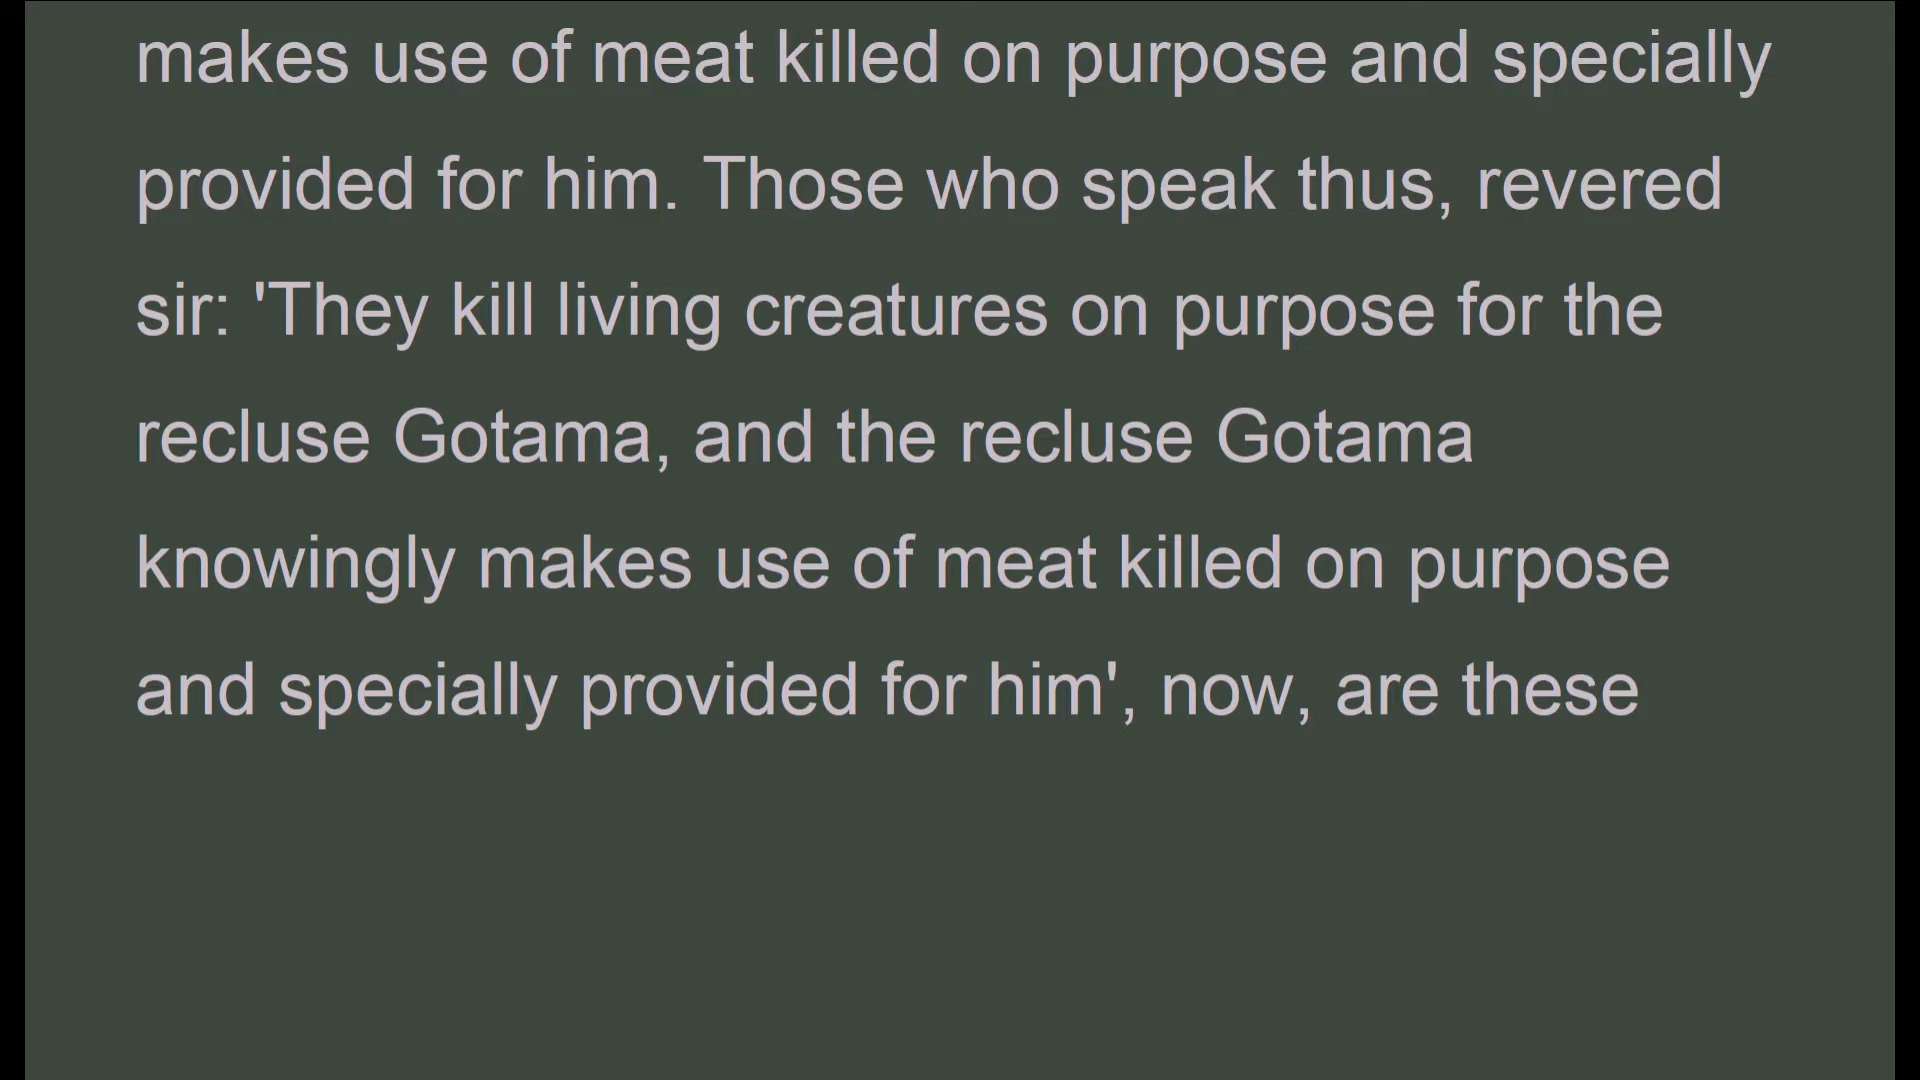 makes use of meat killed on purpose and specially
provided for him. Those who speak thus, revered
sir: 'They kill living creatures on purpose for the
recluse Gotama, and the recluse Gotama
knowingly makes use of meat killed on purpose
and specially provided for him', now, are these